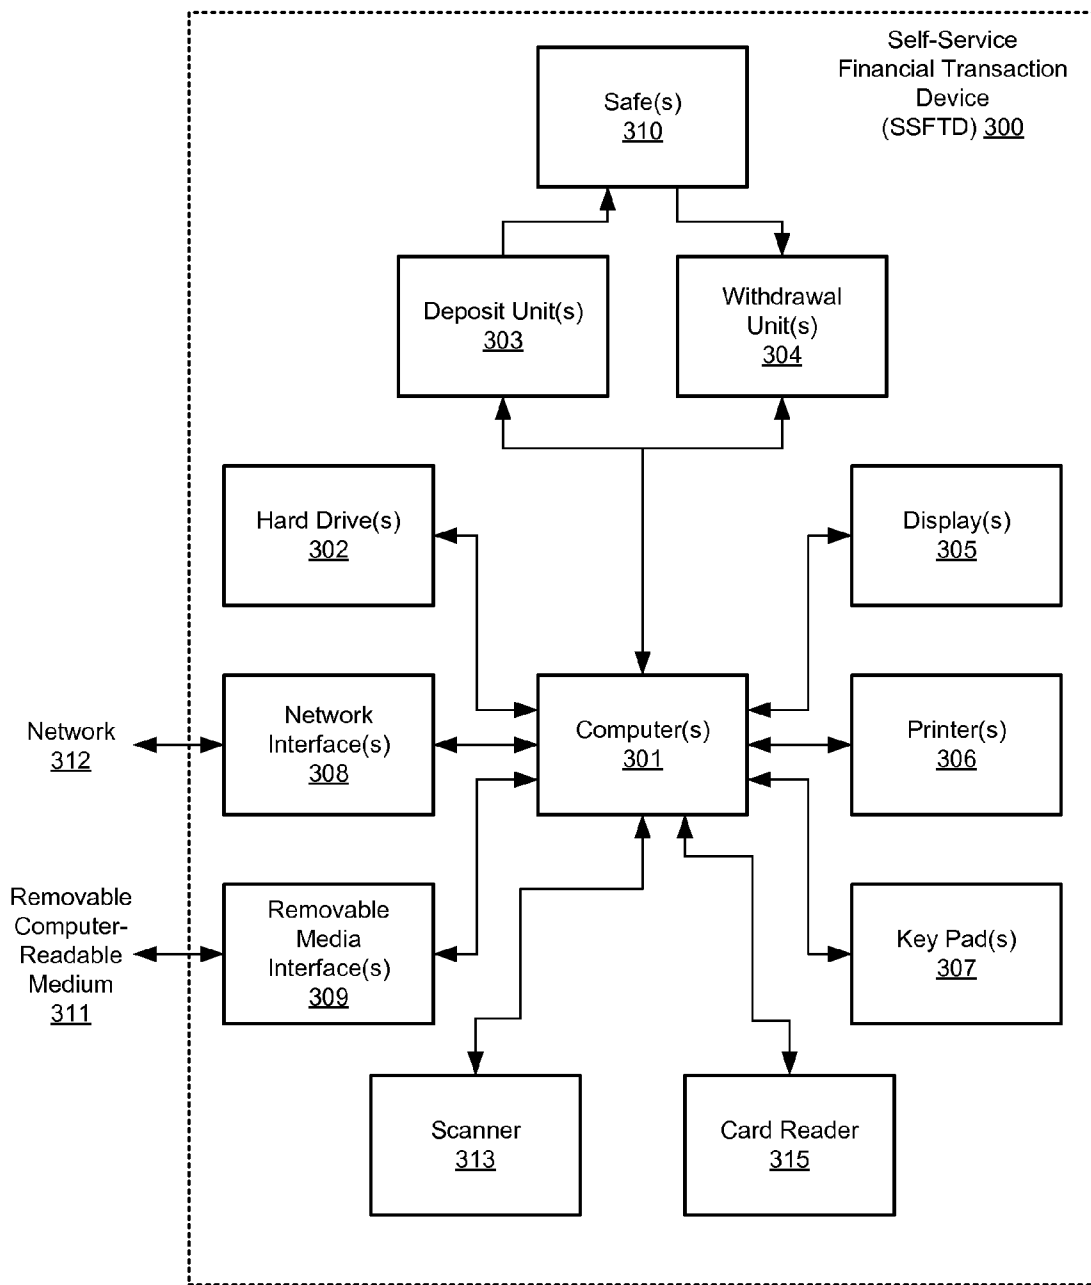 Self-Service
Financial Transaction
Device
(SSFTD) 300
Safe(s)
310
Deposit Unit(s)
303
Withdrawal
Unit(s)
304
Hard Drive(s)
302
Display(s)
305
Network
312
Network
Interface(s)
308
Computer(s)
301
Printer(s)
306
Removable
Computer-
Readable
Medium
311
Removable
Media
Interface(s)
309
Key Pad(s)
307
Scanner
313
Card Reader
315